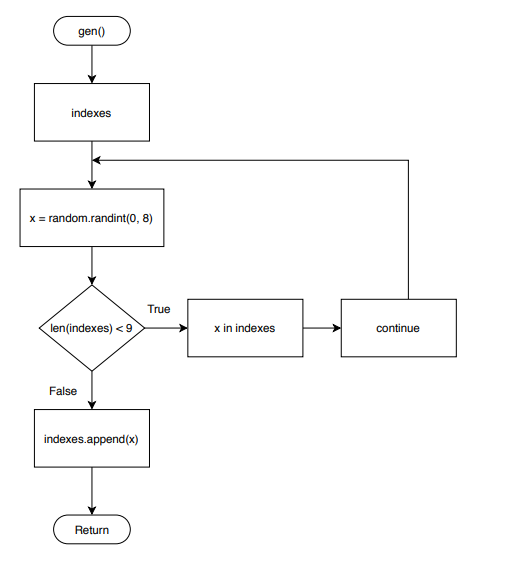 gen()
indexes
x = random.randint(0, 8)
len(indexes) < 9
True
x in indexes
continue
False
indexes.append(x)
Return